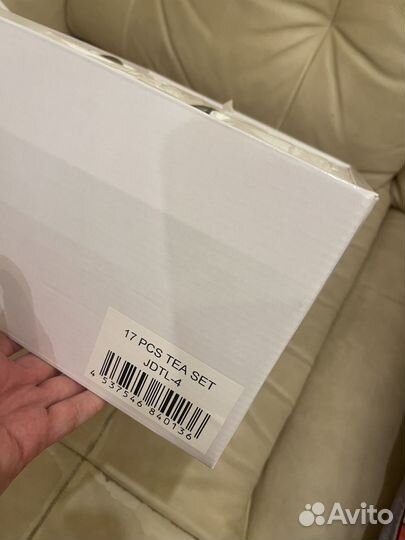 17 PCS TEA SET
JDTL-4
4 537546 840136
Avito